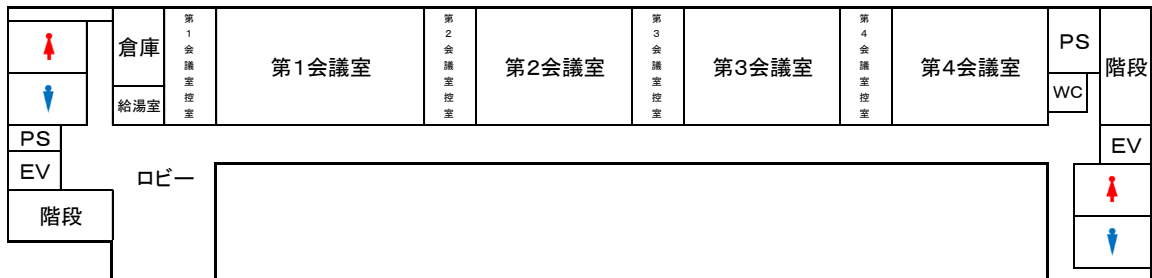 倉庫
給湯室
第1会議室控室
第1会議室
第2会議室控室
第2会議室
第3会議室控室
第3会議室
第4会議室控室
第4会議室
PS
WC
階段
PS
EV
階段
ロビー
EV